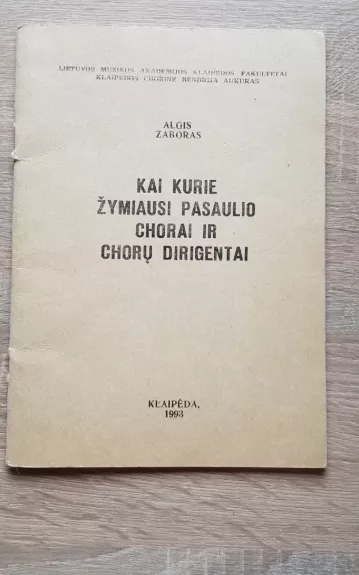 LIETUVOS MUZIKOS AKADEMIJOS KLAIPĖDOS FAKULTETAI
KLAIPĖDOS CHORINĖ BENDRIJA AUKURAS
ALGIS
ZABORAS
KAI KURIE
ŽYMIAUSI PASAULIO
CHORAI IR
CHORŲ DIRIGENTAI
KLAIPĖDA,
1993